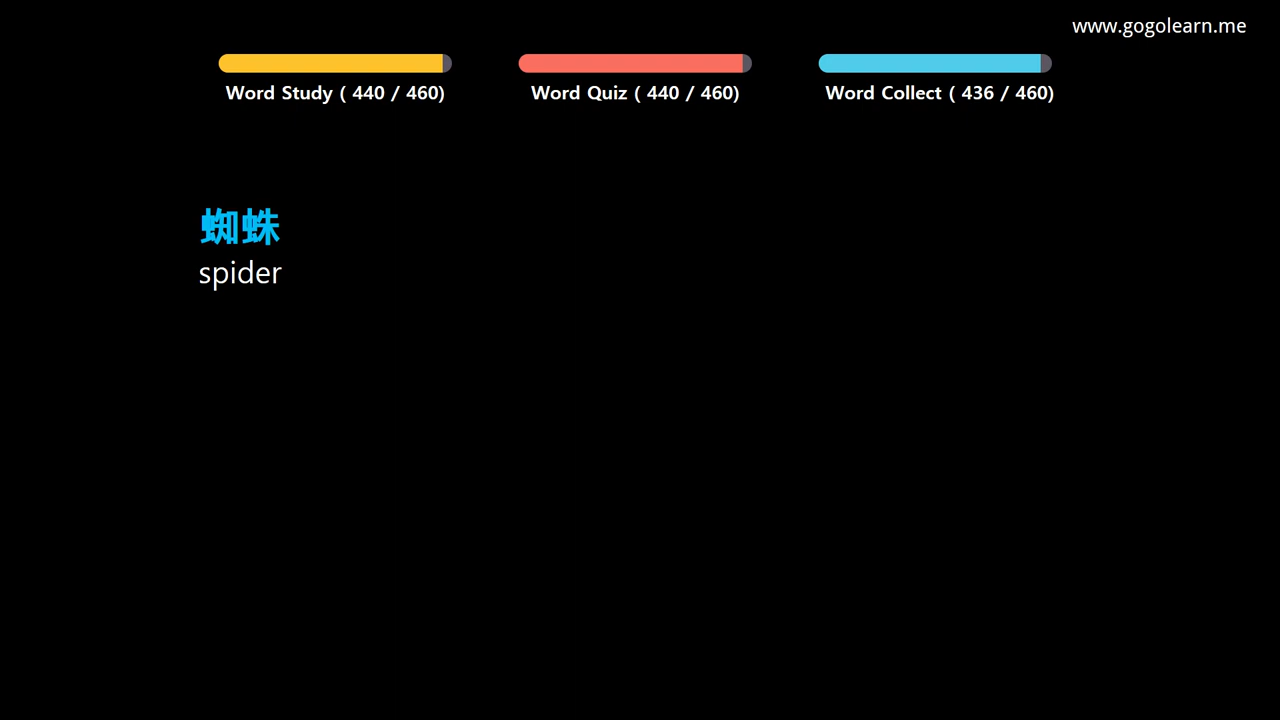 www.gogolearn.me
Word Study ( 440 / 460)
Word Quiz ( 440 / 460)
Word Collect ( 436 / 460)
蜘蛛
spider